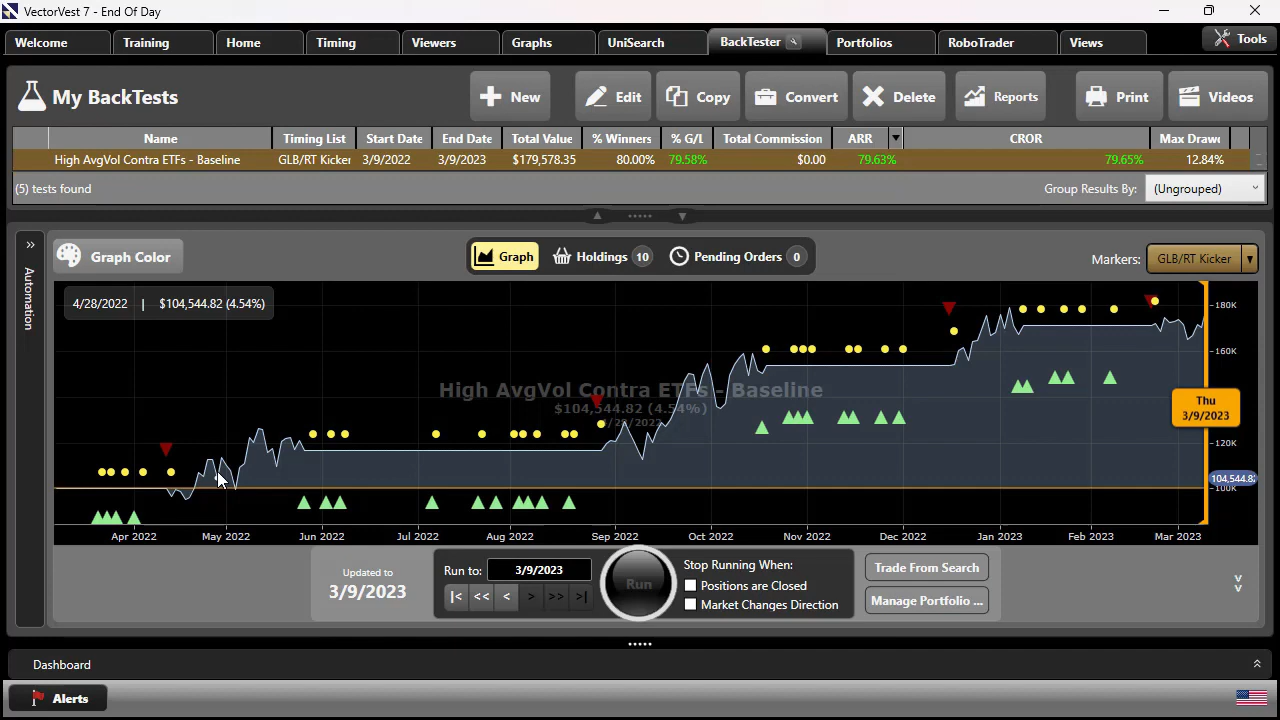 VectorVest 7 - End Of Day
Welcome Training Home Timing Viewers Graphs UniSearch BackTester Portfolios RoboTrader Views Tools
My BackTests New Edit Copy Convert Delete Reports Print Videos
Name Timing List Start Date End Date Total Value % Winners % G/L Total Commission ARR CROR Max Draw
High AvgVol Contra ETFs - Baseline GLB/RT Kicker 3/9/2022 3/9/2023 $179,578.35 80.00% 79.58% $0.00 79.63% 79.65% 12.84%
(5) tests found Group Results By: (Ungrouped)
Automation
Graph Color Graph Holdings 10 Pending Orders 0 Markers: GLB/RT Kicker
4/28/2022 | $104,544.82 (4.54%)
180K
160K
High AvgVol Contra ETFs - Baseline
$104,544.82 (4.54%)
4/28/2022
Thu
3/9/2023
120K
104,544.82
100K
Apr 2022 May 2022 Jun 2022 Jul 2022 Aug 2022 Sep 2022 Oct 2022 Nov 2022 Dec 2022 Jan 2023 Feb 2023 Mar 2023
Updated to
3/9/2023
Run to: 3/9/2023
|< << < > >> >|
Run
Stop Running When:
Positions are Closed
Market Changes Direction
Trade From Search
Manage Portfolio ...
Dashboard
Alerts